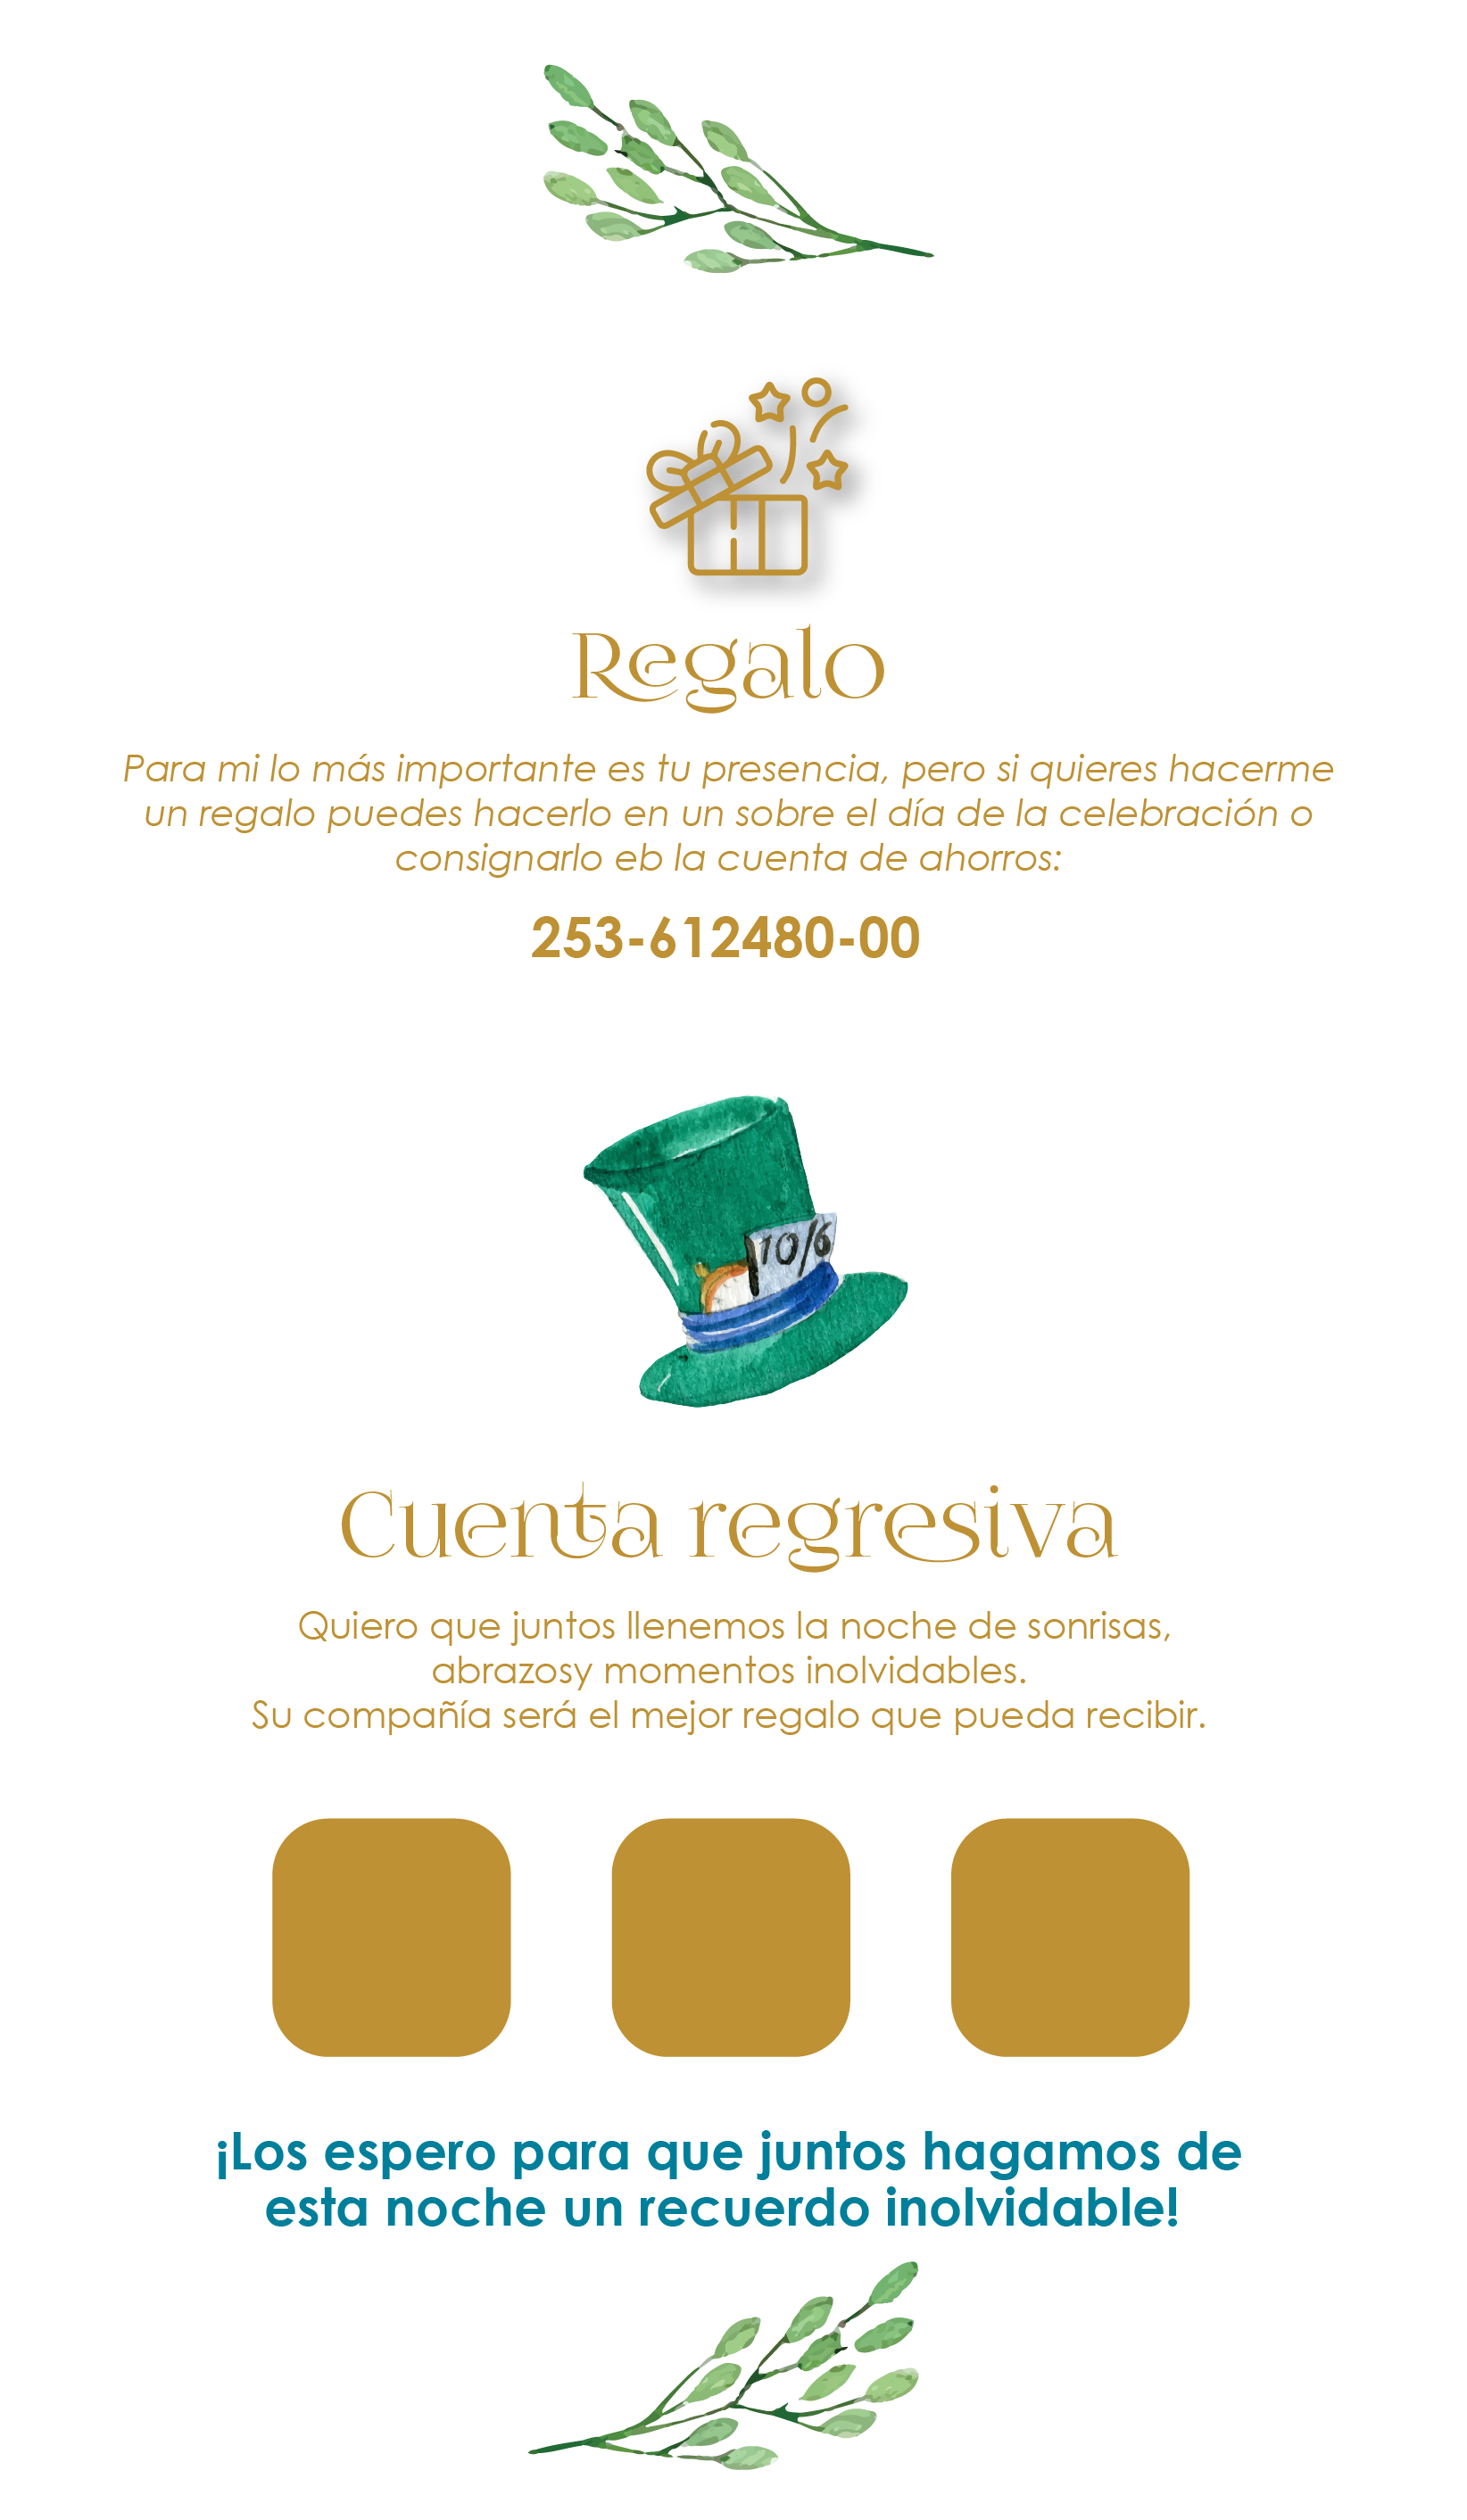 Regalo
Para mi lo más importante es tu presencia, pero si quieres hacerme
un regalo puedes hacerlo en un sobre el día de la celebración o
consignarlo eb la cuenta de ahorros:
253-612480-00
10/6
Cuenta regresiva
Quiero que juntos llenemos la noche de sonrisas,
abrazosy momentos inolvidables.
Su compañía será el mejor regalo que pueda recibir.
¡Los espero para que juntos hagamos de
esta noche un recuerdo inolvidable!